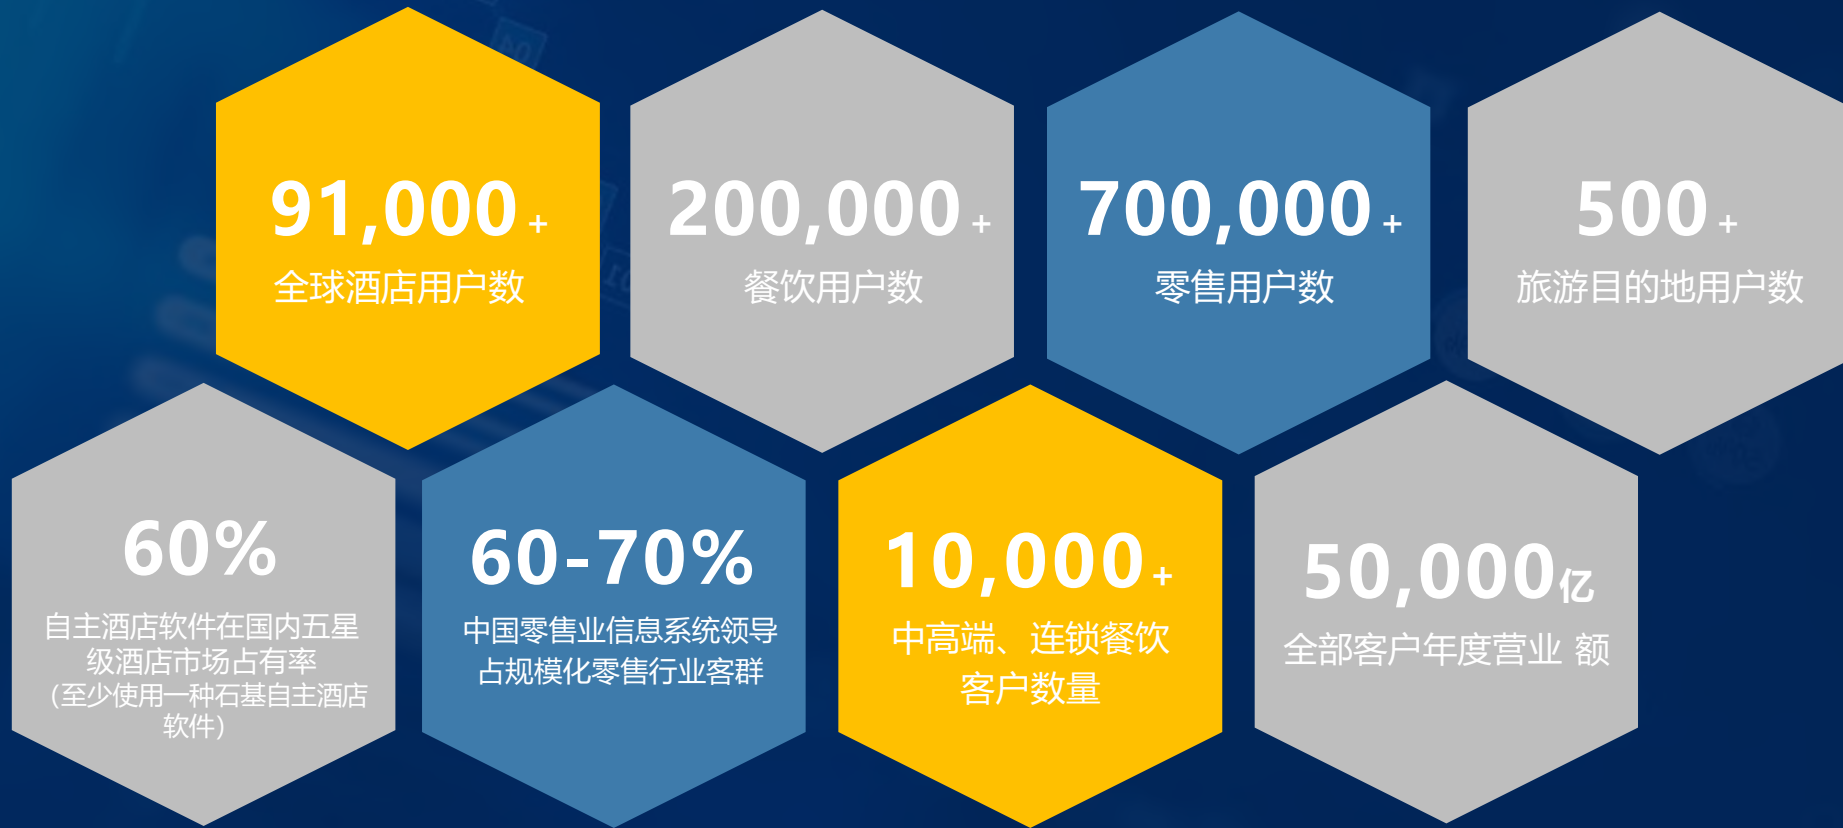 91,000+
全球酒店用户数
200,000+
餐饮用户数
700,000+
零售用户数
500+
旅游目的地用户数
60%
自主酒店软件在国内五星
级酒店市场占有率
（至少使用一种石基自主酒店
软件）
60-70%
中国零售业信息系统领导
占规模化零售行业客群
10,000+
中高端、连锁餐饮
客户数量
50,000亿
全部客户年度营业 额